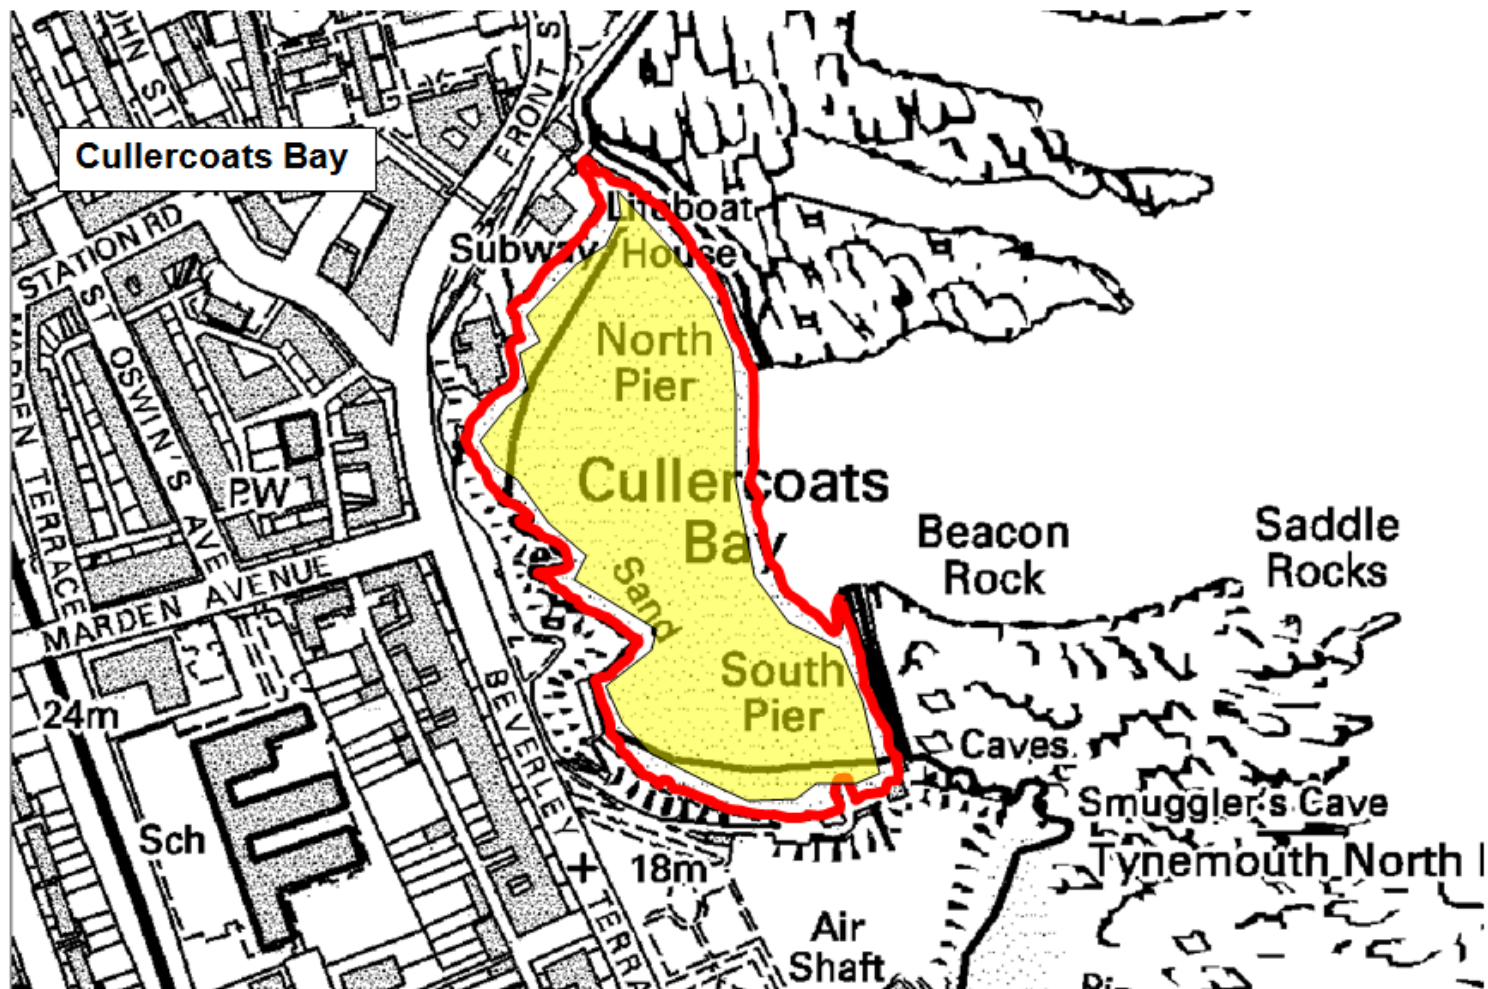 Cullercoats Bay
FRONT S
OHN ST
STATION RD
Lifeboat
House
Subway
North
Pier
ST OSWIN'S AVE
Cullercoats
Bay
PW
Beacon
Rock
Saddle
Rocks
Sand
MARDEN AVENUE
TERRACE
South
Pier
24m
BEVERLEY TERRA
Caves
Smuggler's Cave
Sch
18m
Tynemouth North
Air
Shaft